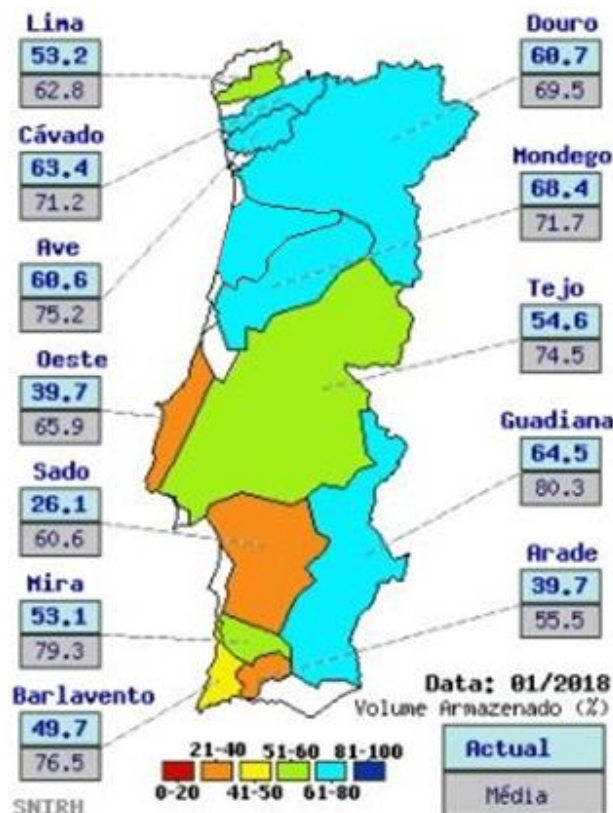 Lima
53.2
62.8
Cávado
63.4
71.2
Ave
60.6
75.2
Oeste
39.7
65.9
Sado
26.1
60.6
Mira
53.1
79.3
Barlavento
49.7
76.5
SNIRH
Douro
60.7
69.5
Mondego
68.4
71.7
Tejo
54.6
74.5
Guadiana
64.5
80.3
Arade
39.7
55.5
Data: 01/2018
Volume Armazenado (%)
21-40 51-60 81-100
0-20 41-50 61-80
Actual
Média